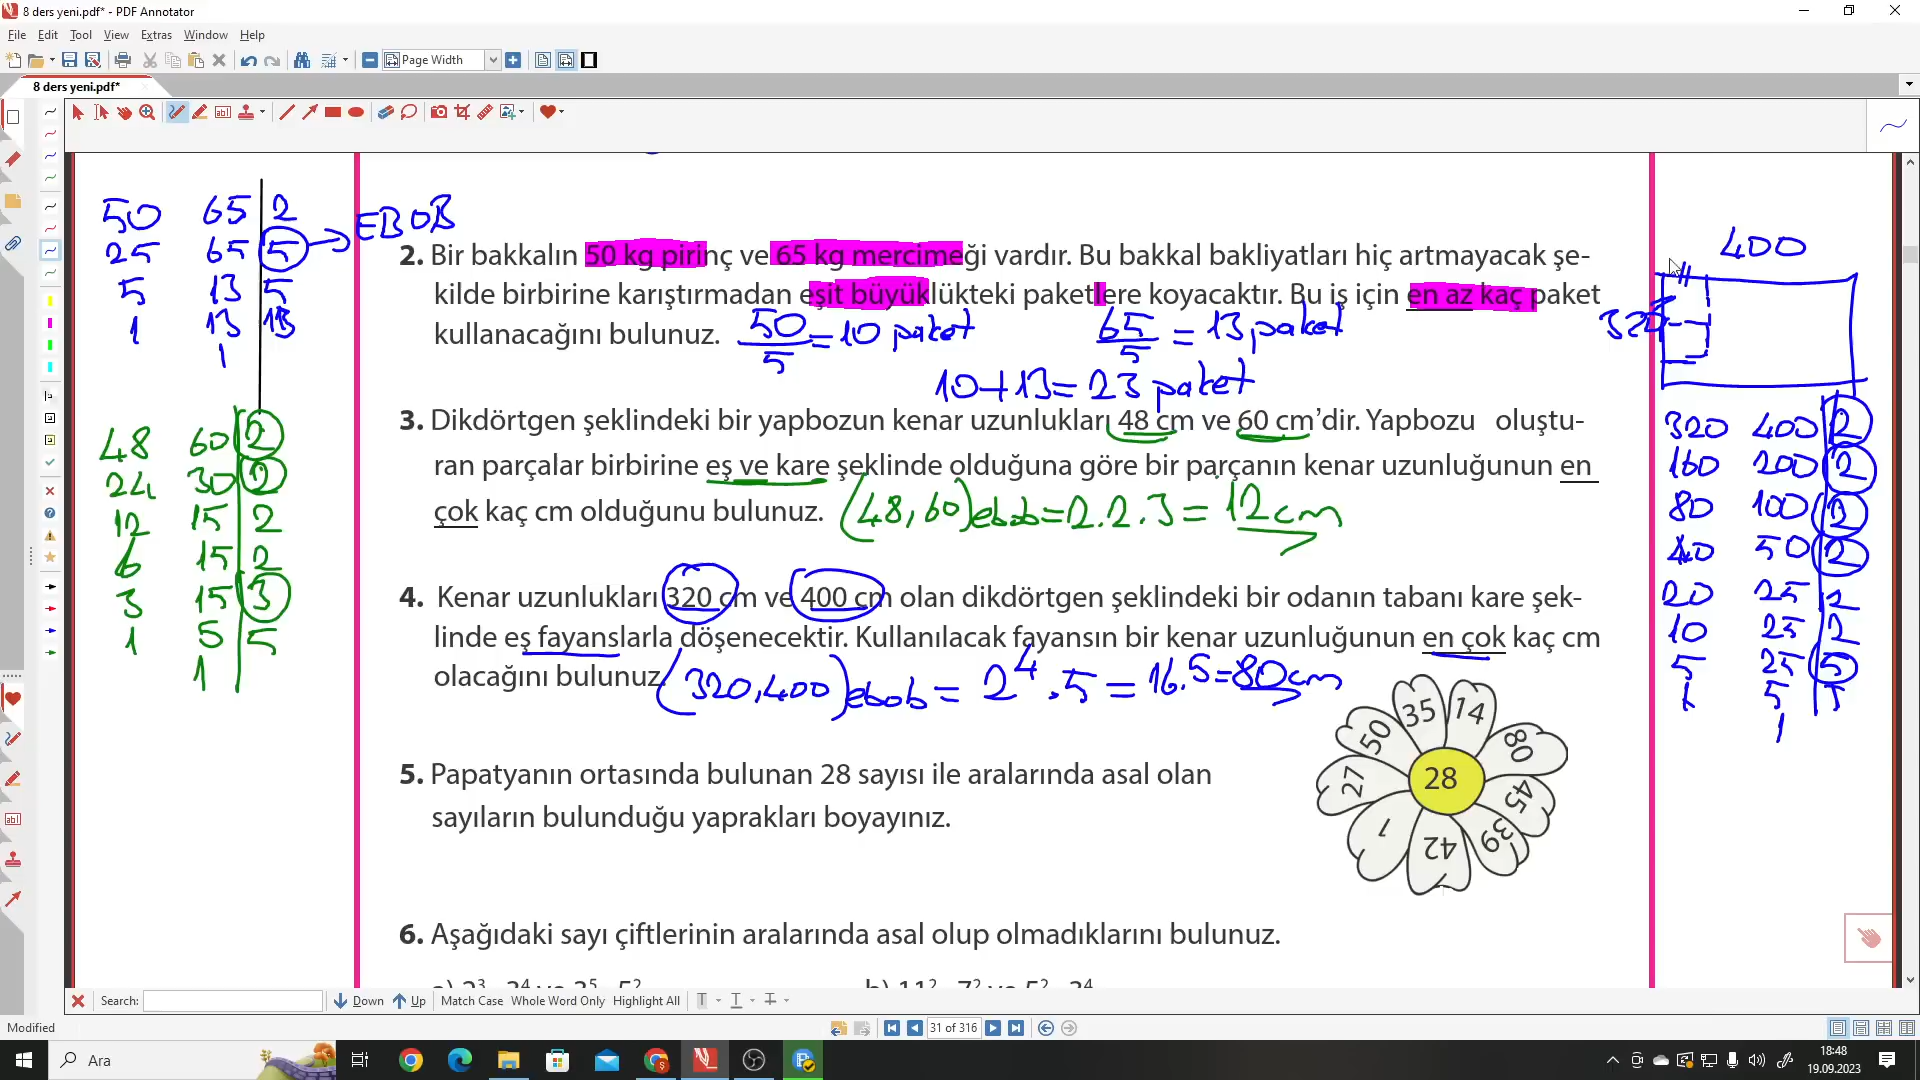 8 ders yeni.pdf* - PDF Annotator
File Edit Tool View Extras Window Help
Page Width
8 ders yeni.pdf*
50 65 2
25 65 5 → EBOB
5 13 5
1 13 13
1
2. Bir bakkalın 50 kg pirinç ve 65 kg mercimeği vardır. Bu bakkal bakliyatları hiç artmayacak şe-
kilde birbirine karıştırmadan eşit büyüklükteki paketlere koyacaktır. Bu iş için en az kaç paket
kullanacağını bulunuz. 50/5 = 10 paket 65/5 = 13 paket
10+13=23 paket
3. Dikdörtgen şeklindeki bir yapbozun kenar uzunlukları 48 cm ve 60 cm'dir. Yapbozu oluştu-
ran parçalar birbirine eş ve kare şeklinde olduğuna göre bir parçanın kenar uzunluğunun en
çok kaç cm olduğunu bulunuz. (48,60)ebob=2.2.3=12cm
48 60 2
24 30 2
12 15 2
6 15 2
3 15 3
1 5 5
1
4. Kenar uzunlukları 320 cm ve 400 cm olan dikdörtgen şeklindeki bir odanın tabanı kare şek-
linde eş fayanslarla döşenecektir. Kullanılacak fayansın bir kenar uzunluğunun en çok kaç cm
olacağını bulunuz. (320,400)ebob= 2⁴.5=16.5=80cm
400
320
320 400 2
160 200 2
80 100 2
40 50 2
20 25 2
10 25 2
5 25 5
1 5 5
1
5. Papatyanın ortasında bulunan 28 sayısı ile aralarında asal olan
sayıların bulunduğu yaprakları boyayınız.
35 14 80 45 39 42 1 27 50
28
6. Aşağıdaki sayı çiftlerinin aralarında asal olup olmadıklarını bulunuz.
Search: Down Up Match Case Whole Word Only Highlight All
Modified
31 of 316
Ara
18:48
19.09.2023